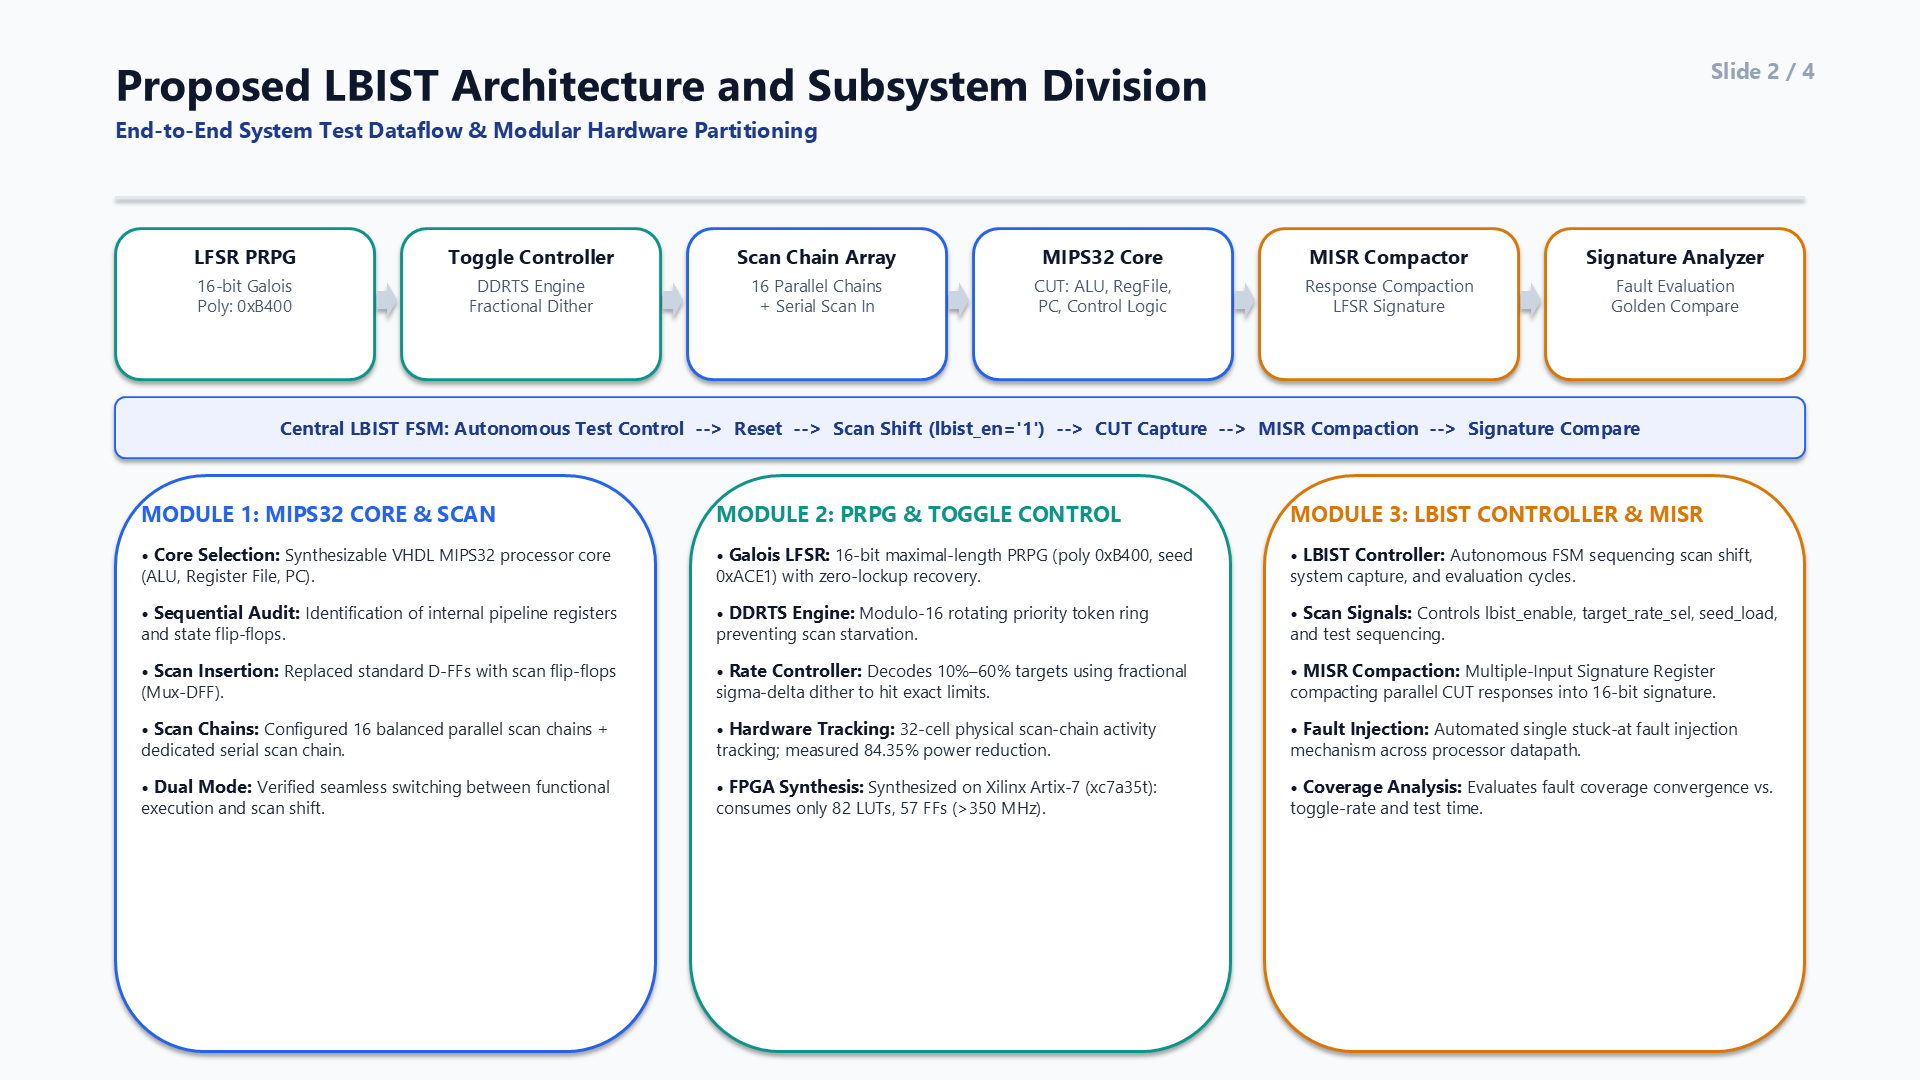 Proposed LBIST Architecture and Subsystem Division
Slide 2 / 4
End-to-End System Test Dataflow & Modular Hardware Partitioning
LFSR PRPG
16-bit Galois
Poly: 0xB400
Toggle Controller
DDRTS Engine
Fractional Dither
Scan Chain Array
16 Parallel Chains
+ Serial Scan In
MIPS32 Core
CUT: ALU, RegFile,
PC, Control Logic
MISR Compactor
Response Compaction
LFSR Signature
Signature Analyzer
Fault Evaluation
Golden Compare
Central LBIST FSM: Autonomous Test Control --> Reset --> Scan Shift (lbist_en='1') --> CUT Capture --> MISR Compaction --> Signature Compare
MODULE 1: MIPS32 CORE & SCAN
• Core Selection: Synthesizable VHDL MIPS32 processor core
(ALU, Register File, PC).
• Sequential Audit: Identification of internal pipeline registers
and state flip-flops.
• Scan Insertion: Replaced standard D-FFs with scan flip-flops
(Mux-DFF).
• Scan Chains: Configured 16 balanced parallel scan chains +
dedicated serial scan chain.
• Dual Mode: Verified seamless switching between functional
execution and scan shift.
MODULE 2: PRPG & TOGGLE CONTROL
• Galois LFSR: 16-bit maximal-length PRPG (poly 0xB400, seed
0xACE1) with zero-lockup recovery.
• DDRTS Engine: Modulo-16 rotating priority token ring
preventing scan starvation.
• Rate Controller: Decodes 10%–60% targets using fractional
sigma-delta dither to hit exact limits.
• Hardware Tracking: 32-cell physical scan-chain activity
tracking; measured 84.35% power reduction.
• FPGA Synthesis: Synthesized on Xilinx Artix-7 (xc7a35t):
consumes only 82 LUTs, 57 FFs (>350 MHz).
MODULE 3: LBIST CONTROLLER & MISR
• LBIST Controller: Autonomous FSM sequencing scan shift,
system capture, and evaluation cycles.
• Scan Signals: Controls lbist_enable, target_rate_sel, seed_load,
and test sequencing.
• MISR Compaction: Multiple-Input Signature Register
compacting parallel CUT responses into 16-bit signature.
• Fault Injection: Automated single stuck-at fault injection
mechanism across processor datapath.
• Coverage Analysis: Evaluates fault coverage convergence vs.
toggle-rate and test time.